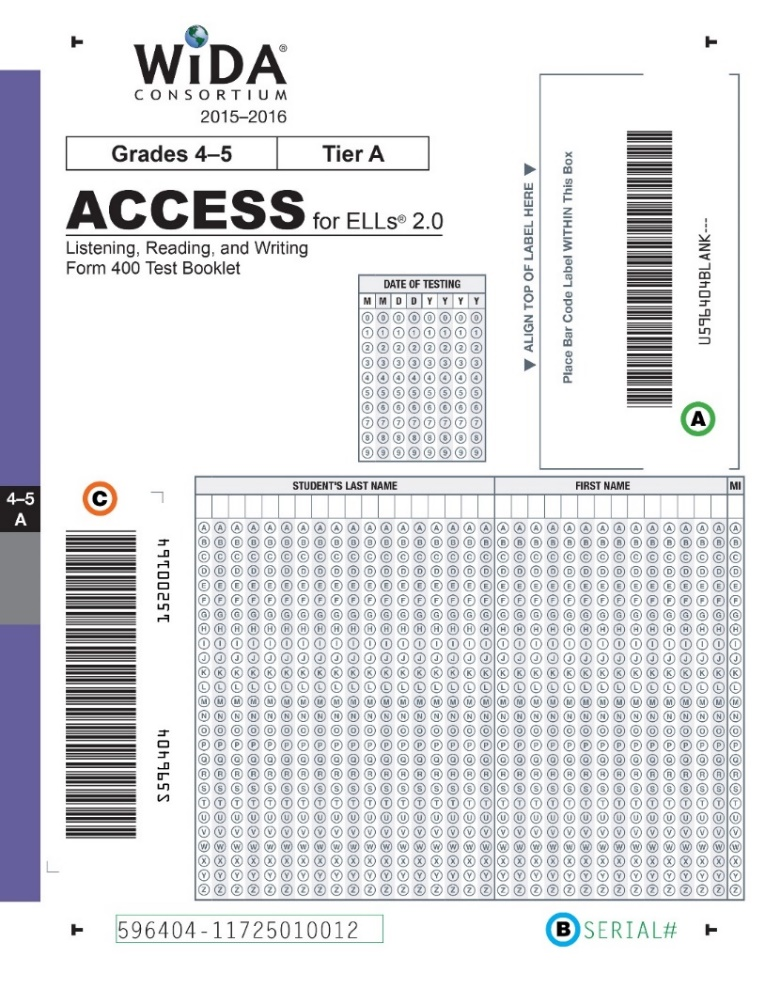 WiDA®
CONSORTIUM
2015–2016
Grades 4–5 Tier A
ACCESS for ELLs® 2.0
Listening, Reading, and Writing
Form 400 Test Booklet
▼ ALIGN TOP OF LABEL HERE ▼
Place Bar Code Label WITHIN This Box
U596404BLANK---
A
DATE OF TESTING
M M D D Y Y Y Y
0 0 0 0 0 0 0 0
1 1 1 1 1 1 1 1
2 2 2 2 2 2 2 2
3 3 3 3 3 3 3 3
4 4 4 4 4 4 4 4
5 5 5 5 5 5 5 5
6 6 6 6 6 6 6 6
7 7 7 7 7 7 7 7
8 8 8 8 8 8 8 8
9 9 9 9 9 9 9 9
4–5
A
C
15200164
S596404
STUDENT'S LAST NAME FIRST NAME MI
A A A A A A A A A A A A A A A A A A A A A A A A A A A A A A A A A
B B B B B B B B B B B B B B B B B B B B B B B B B B B B B B B B B
C C C C C C C C C C C C C C C C C C C C C C C C C C C C C C C C C
D D D D D D D D D D D D D D D D D D D D D D D D D D D D D D D D D
E E E E E E E E E E E E E E E E E E E E E E E E E E E E E E E E E
F F F F F F F F F F F F F F F F F F F F F F F F F F F F F F F F F
G G G G G G G G G G G G G G G G G G G G G G G G G G G G G G G G G
H H H H H H H H H H H H H H H H H H H H H H H H H H H H H H H H H
I I I I I I I I I I I I I I I I I I I I I I I I I I I I I I I I I
J J J J J J J J J J J J J J J J J J J J J J J J J J J J J J J J J
K K K K K K K K K K K K K K K K K K K K K K K K K K K K K K K K K
L L L L L L L L L L L L L L L L L L L L L L L L L L L L L L L L L
M M M M M M M M M M M M M M M M M M M M M M M M M M M M M M M M M
N N N N N N N N N N N N N N N N N N N N N N N N N N N N N N N N N
O O O O O O O O O O O O O O O O O O O O O O O O O O O O O O O O O
P P P P P P P P P P P P P P P P P P P P P P P P P P P P P P P P P
Q Q Q Q Q Q Q Q Q Q Q Q Q Q Q Q Q Q Q Q Q Q Q Q Q Q Q Q Q Q Q Q Q
R R R R R R R R R R R R R R R R R R R R R R R R R R R R R R R R R
S S S S S S S S S S S S S S S S S S S S S S S S S S S S S S S S S
T T T T T T T T T T T T T T T T T T T T T T T T T T T T T T T T T
U U U U U U U U U U U U U U U U U U U U U U U U U U U U U U U U U
V V V V V V V V V V V V V V V V V V V V V V V V V V V V V V V V V
W W W W W W W W W W W W W W W W W W W W W W W W W W W W W W W W W
X X X X X X X X X X X X X X X X X X X X X X X X X X X X X X X X X
Y Y Y Y Y Y Y Y Y Y Y Y Y Y Y Y Y Y Y Y Y Y Y Y Y Y Y Y Y Y Y Y Y
Z Z Z Z Z Z Z Z Z Z Z Z Z Z Z Z Z Z Z Z Z Z Z Z Z Z Z Z Z Z Z Z Z
596404-11725010012
B SERIAL#